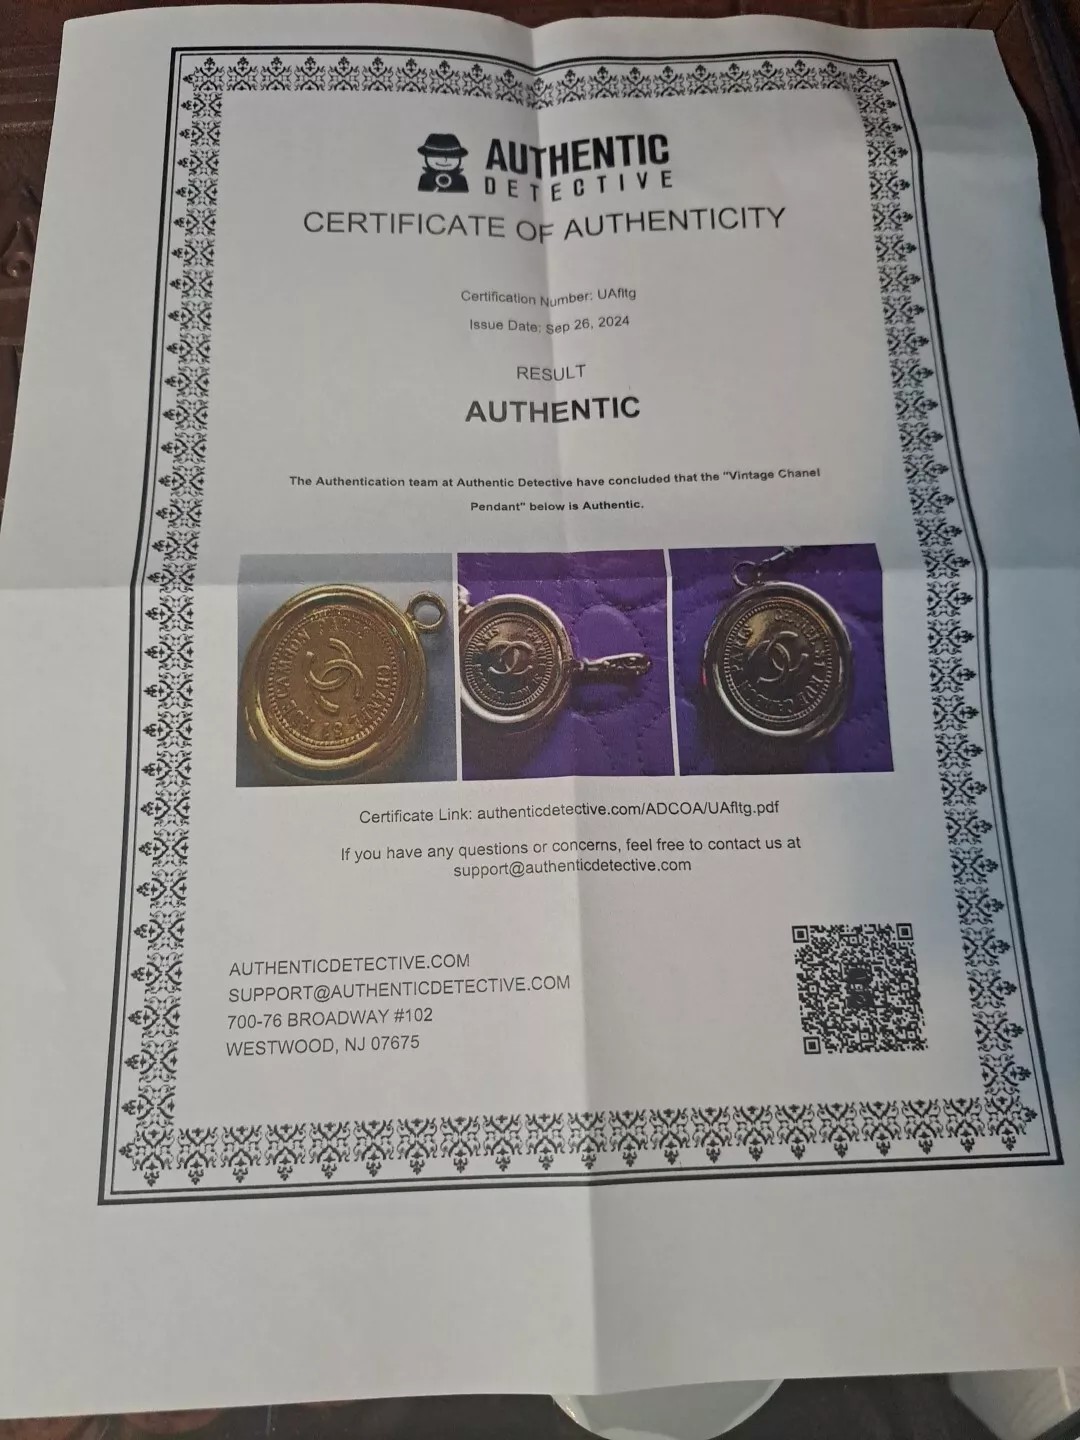 AUTHENTIC
DETECTIVE
CERTIFICATE OF AUTHENTICITY
Certification Number: UAfltg
Issue Date: Sep 26, 2024
RESULT
AUTHENTIC
The Authentication team at Authentic Detective have concluded that the "Vintage Chanel
Pendant" below is Authentic.
Certificate Link: authenticdetective.com/ADCOA/UAfltg.pdf
If you have any questions or concerns, feel free to contact us at
support@authenticdetective.com
AUTHENTICDETECTIVE.COM
SUPPORT@AUTHENTICDETECTIVE.COM
700-76 BROADWAY #102
WESTWOOD, NJ 07675